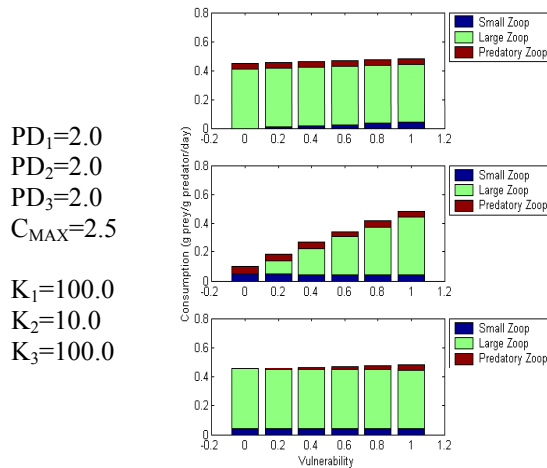 PD1=2.0
PD2=2.0
PD3=2.0
CMAX=2.5
K1=100.0
K2=10.0
K3=100.0
Consumption (g prey/g predator/day)
0.8
0.6
0.4
0.2
0
-0.2 0 0.2 0.4 0.6 0.8 1 1.2
Small Zoop
Large Zoop
Predatory Zoop
0.8
0.6
0.4
0.2
0
-0.2 0 0.2 0.4 0.6 0.8 1 1.2
Small Zoop
Large Zoop
Predatory Zoop
0.8
0.6
0.4
0.2
0
-0.2 0 0.2 0.4 0.6 0.8 1 1.2
Vulnerability
Small Zoop
Large Zoop
Predatory Zoop